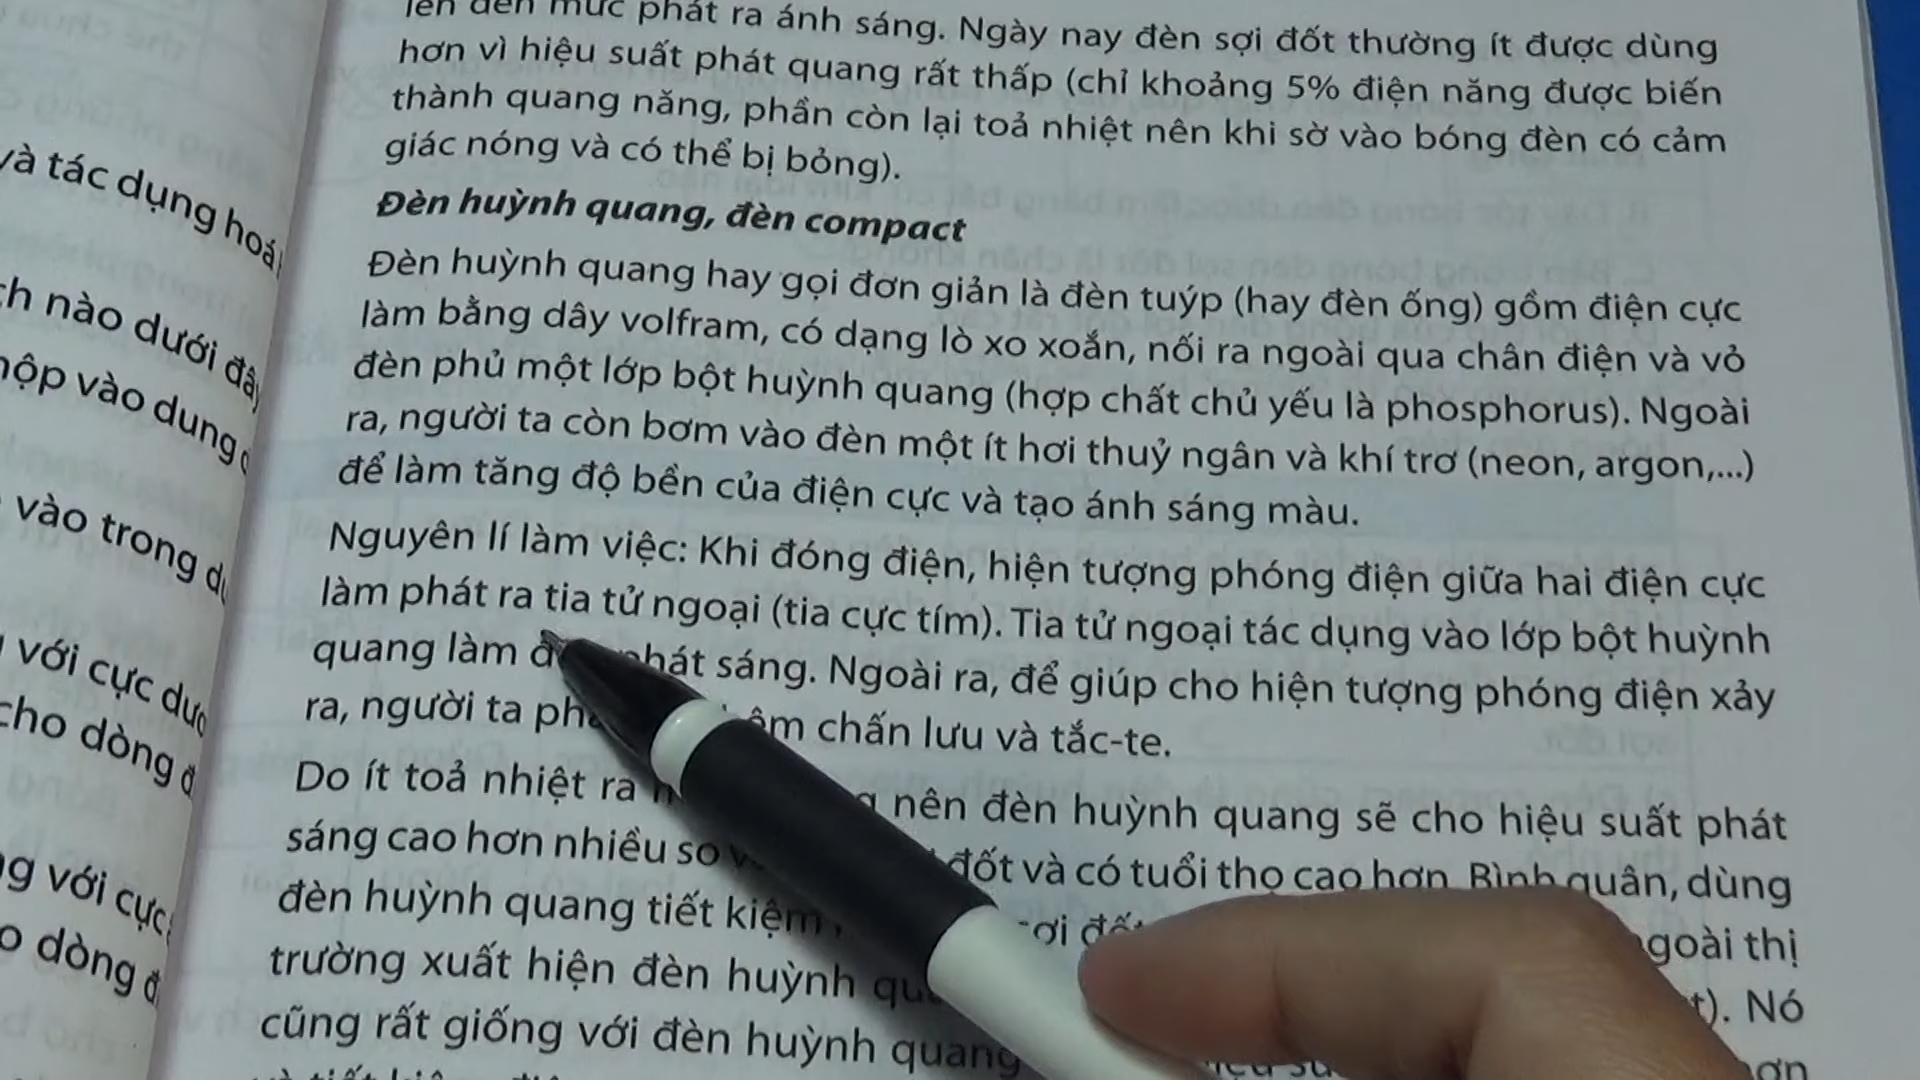 và tác dụng hoá
ch nào dưới đây
hộp vào dung
vào trong
với cực dươ
cho dòng
với cực
dòng
lên đến mức phát ra ánh sáng. Ngày nay đèn sợi đốt thường ít được dùng
hơn vì hiệu suất phát quang rất thấp (chỉ khoảng 5% điện năng được biến
thành quang năng, phần còn lại toả nhiệt nên khi sờ vào bóng đèn có cảm
giác nóng và có thể bị bỏng).
Đèn huỳnh quang, đèn compact
Đèn huỳnh quang hay gọi đơn giản là đèn tuýp (hay đèn ống) gồm điện cực
làm bằng dây volfram, có dạng lò xo xoắn, nối ra ngoài qua chân điện và vỏ
đèn phủ một lớp bột huỳnh quang (hợp chất chủ yếu là phosphorus). Ngoài
ra, người ta còn bơm vào đèn một ít hơi thuỷ ngân và khí trơ (neon, argon,...)
để làm tăng độ bền của điện cực và tạo ánh sáng màu.
Nguyên lí làm việc: Khi đóng điện, hiện tượng phóng điện giữa hai điện cực
làm phát ra tia tử ngoại (tia cực tím). Tia tử ngoại tác dụng vào lớp bột huỳnh
quang làm phát sáng. Ngoài ra, để giúp cho hiện tượng phóng điện xảy
ra, người ta chấn lưu và tắc-te.
Do ít toả nhiệt ra nên đèn huỳnh quang sẽ cho hiệu suất phát
sáng cao hơn nhiều so đốt và có tuổi thọ cao hơn. Bình quân, dùng
đèn huỳnh quang tiết kiệm goài thị
trường xuất hiện đèn huỳnh t). Nó
cũng rất giống với đèn huỳnh quang